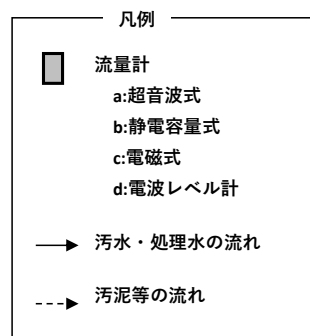 凡例
流量計
a:超音波式
b:静電容量式
c:電磁式
d:電波レベル計
汚水・処理水の流れ
汚泥等の流れ